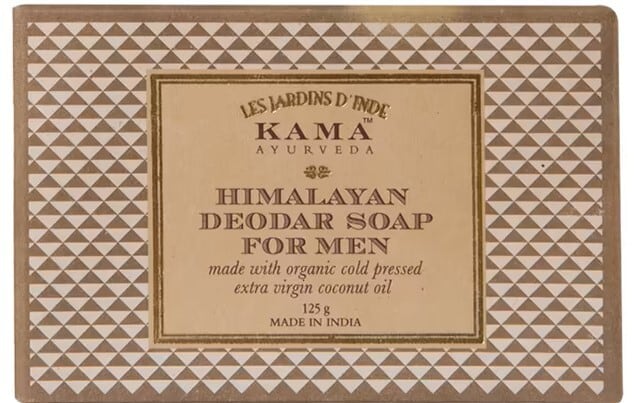 LES JARDINS D'INDE
KAMA™
AYURVEDA
HIMALAYAN
DEODAR SOAP
FOR MEN
made with organic cold pressed
extra virgin coconut oil
125 g
MADE IN INDIA